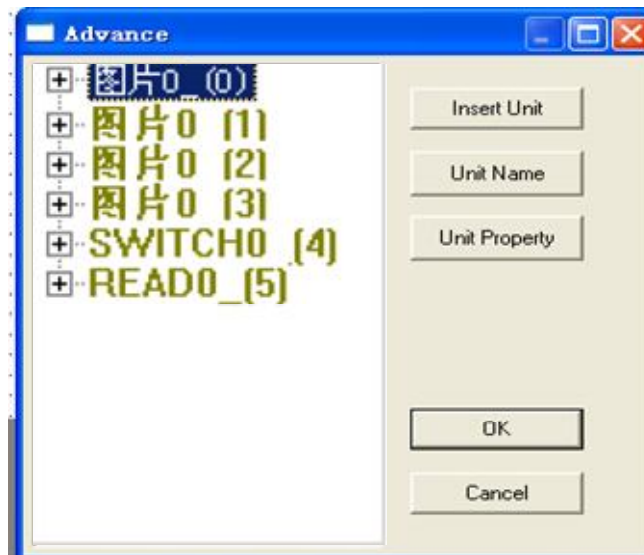 Advance
图片0_(0)
图片0_(1)
图片0_(2)
图片0_(3)
SWITCH0_(4)
READ0_(5)
Insert Unit
Unit Name
Unit Property
OK
Cancel